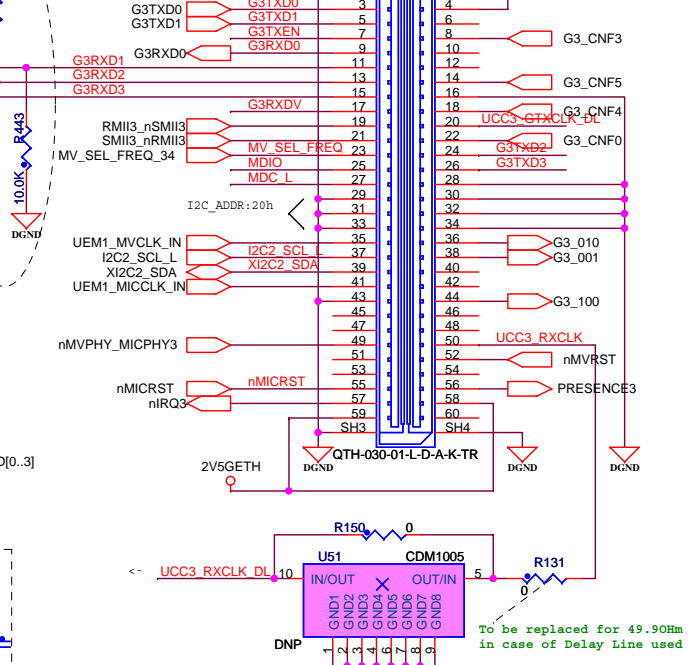 G3TXD0 G3TXD0 3 4
G3TXD1 G3TXD1 5 6
G3TXEN 7 8 G3_CNF3
G3RXD0 G3RXD0 9 10
G3RXD1 11 12
G3RXD2 13 14 G3_CNF5
G3RXD3 15 16
G3RXDV 17 18 G3_CNF4
RMII3_nSMII3 19 20 UCC3_GTXCLK_DL
SMII3_nRMII3 21 22 G3_CNF0
MV_SEL_FREQ_34 MV_SEL_FREQ 23 24 G3TXD2
MDIO 25 26 G3TXD3
MDC_L 27 28
29 30
I2C_ADDR:20h 31 32
33 34
UEM1_MVCLK_IN 35 36 G3_010
I2C2_SCL_L I2C2_SCL_L 37 38 G3_001
XI2C2_SDA XI2C2_SDA 39 40
UEM1_MICCLK_IN 41 42
43 44 G3_100
45 46
47 48
nMVPHY_MICPHY3 49 50 UCC3_RXCLK
51 52 nMVRST
53 54
nMICRST nMICRST 55 56 PRESENCE3
nIRQ3 57 58
59 60
SH3 SH4
R443
10.0K
DGND
DGND QTH-030-01-L-D-A-K-TR DGND DGND
D[0..3]
2V5GETH
R150 0
U51 CDM1005
<- UCC3_RXCLK_DL 10 IN/OUT OUT/IN 5 R131
0
GND1
GND2
GND3
GND4
GND5
GND6
GND7
GND8
DNP
1 2 3 4 6 7 8 9
To be replaced for 49.9OHm
in case of Delay Line used